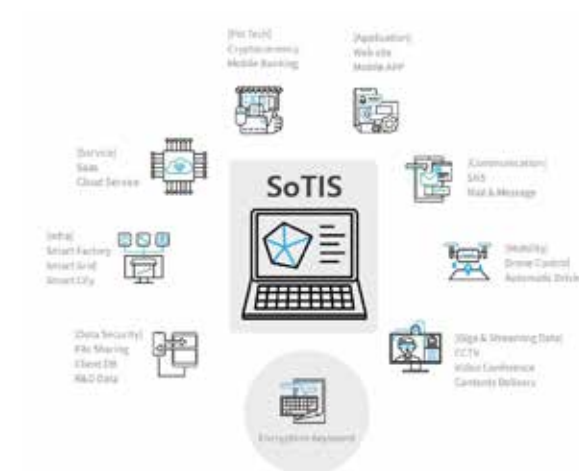 [Fin Tech]
Cryptocurrency
Mobile Banking
[Application]
Web site
Mobile APP
[Service]
Saas
Cloud Service
SoTIS
[Communication]
SNS
Mail & Message
[Infra]
Smart Factory
Smart Grid
Smart City
[Mobility]
Drone Control
Automatic Drive
[Data Security]
File Sharing
Client DB
R&D Data
[Giga & Streaming Data]
CCTV
Video Conference
Contents Delivery
Encryption Keyboard